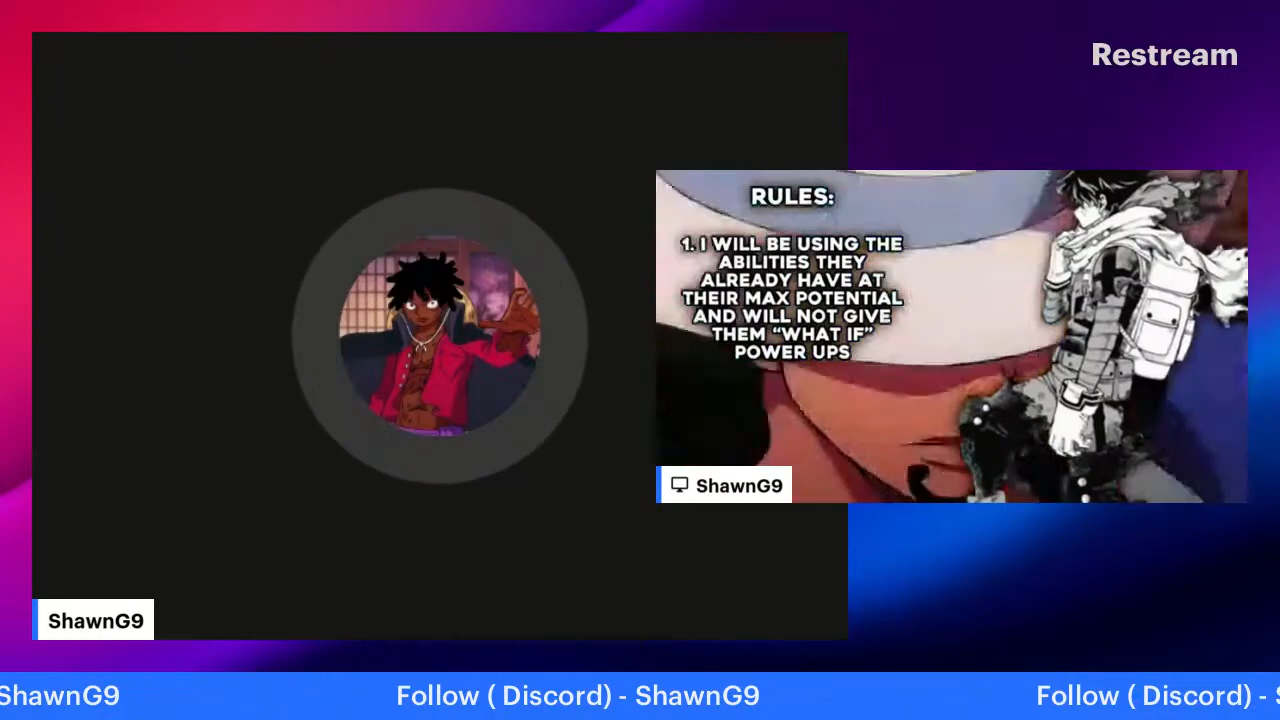 Restream
RULES:
1. I WILL BE USING THE
ABILITIES THEY
ALREADY HAVE AT
THEIR MAX POTENTIAL
AND WILL NOT GIVE
THEM “WHAT IF”
POWER UPS
ShawnG9
ShawnG9
ShawnG9 Follow ( Discord) - ShawnG9 Follow ( Discord) -